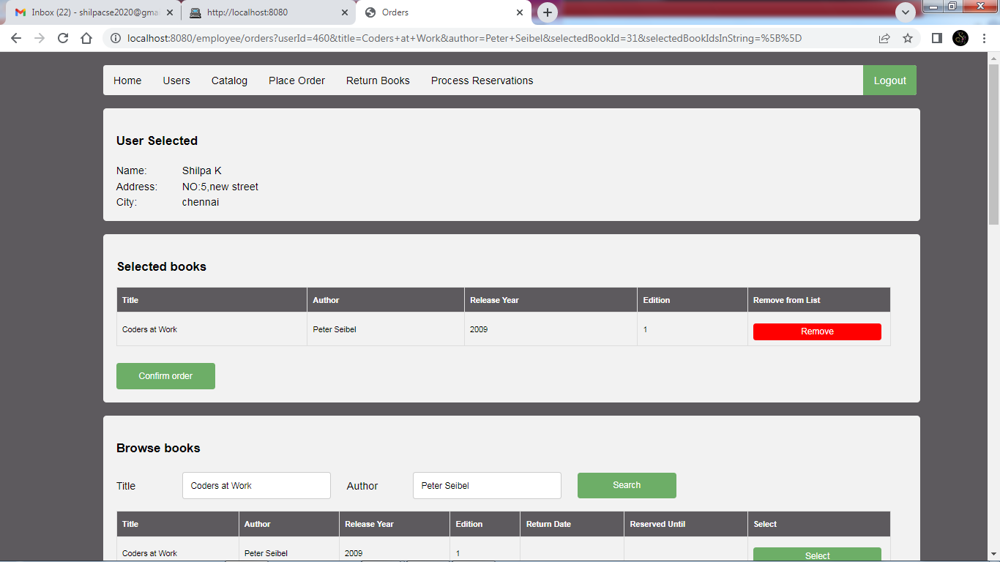 Inbox (22) - shilpacse2020@gma
http://localhost:8080
Orders
localhost:8080/employee/orders?userId=460&title=Coders+at+Work&author=Peter+Seibel&selectedBookId=31&selectedBookIdsInString=%5B%5D
Home Users Catalog Place Order Return Books Process Reservations Logout
User Selected
Name: Shilpa K
Address: NO:5,new street
City: chennai
Selected books
Title Author Release Year Edition Remove from List
Coders at Work Peter Seibel 2009 1 Remove
Confirm order
Browse books
Title Coders at Work Author Peter Seibel Search
Title Author Release Year Edition Return Date Reserved Until Select
Coders at Work Peter Seibel 2009 1 Select